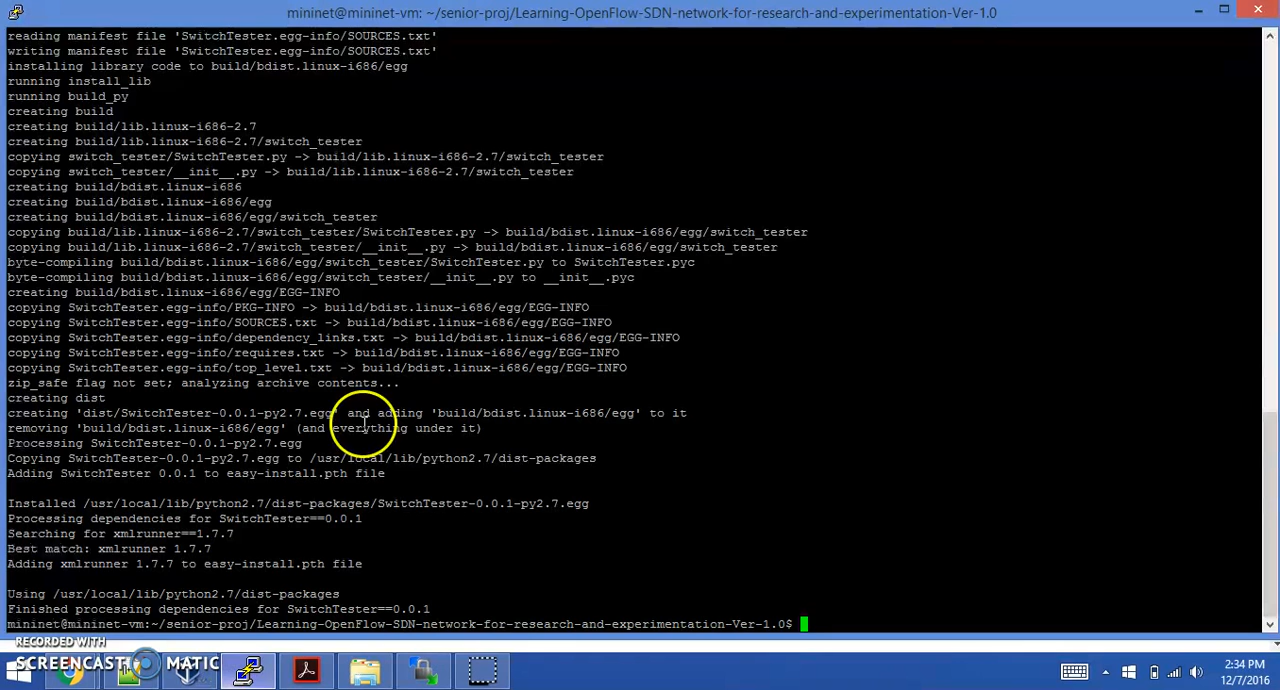 mininet@mininet-vm: ~/senior-proj/Learning-OpenFlow-SDN-network-for-research-and-experimentation-Ver-1.0
reading manifest file 'SwitchTester.egg-info/SOURCES.txt'
writing manifest file 'SwitchTester.egg-info/SOURCES.txt'
installing library code to build/bdist.linux-i686/egg
running install_lib
running build_py
creating build
creating build/lib.linux-i686-2.7
creating build/lib.linux-i686-2.7/switch_tester
copying switch_tester/SwitchTester.py -> build/lib.linux-i686-2.7/switch_tester
copying switch_tester/__init__.py -> build/lib.linux-i686-2.7/switch_tester
creating build/bdist.linux-i686
creating build/bdist.linux-i686/egg
creating build/bdist.linux-i686/egg/switch_tester
copying build/lib.linux-i686-2.7/switch_tester/SwitchTester.py -> build/bdist.linux-i686/egg/switch_tester
copying build/lib.linux-i686-2.7/switch_tester/__init__.py -> build/bdist.linux-i686/egg/switch_tester
byte-compiling build/bdist.linux-i686/egg/switch_tester/SwitchTester.py to SwitchTester.pyc
byte-compiling build/bdist.linux-i686/egg/switch_tester/__init__.py to __init__.pyc
creating build/bdist.linux-i686/egg/EGG-INFO
copying SwitchTester.egg-info/PKG-INFO -> build/bdist.linux-i686/egg/EGG-INFO
copying SwitchTester.egg-info/SOURCES.txt -> build/bdist.linux-i686/egg/EGG-INFO
copying SwitchTester.egg-info/dependency_links.txt -> build/bdist.linux-i686/egg/EGG-INFO
copying SwitchTester.egg-info/requires.txt -> build/bdist.linux-i686/egg/EGG-INFO
copying SwitchTester.egg-info/top_level.txt -> build/bdist.linux-i686/egg/EGG-INFO
zip_safe flag not set; analyzing archive contents...
creating dist
creating 'dist/SwitchTester-0.0.1-py2.7.egg' and adding 'build/bdist.linux-i686/egg' to it
removing 'build/bdist.linux-i686/egg' (and everything under it)
Processing SwitchTester-0.0.1-py2.7.egg
Copying SwitchTester-0.0.1-py2.7.egg to /usr/local/lib/python2.7/dist-packages
Adding SwitchTester 0.0.1 to easy-install.pth file
Installed /usr/local/lib/python2.7/dist-packages/SwitchTester-0.0.1-py2.7.egg
Processing dependencies for SwitchTester==0.0.1
Searching for xmlrunner==1.7.7
Best match: xmlrunner 1.7.7
Adding xmlrunner 1.7.7 to easy-install.pth file
Using /usr/local/lib/python2.7/dist-packages
Finished processing dependencies for SwitchTester==0.0.1
mininet@mininet-vm:~/senior-proj/Learning-OpenFlow-SDN-network-for-research-and-experimentation-Ver-1.0$
RECORDED WITH
SCREENCAST MATIC
2:34 PM
12/7/2016